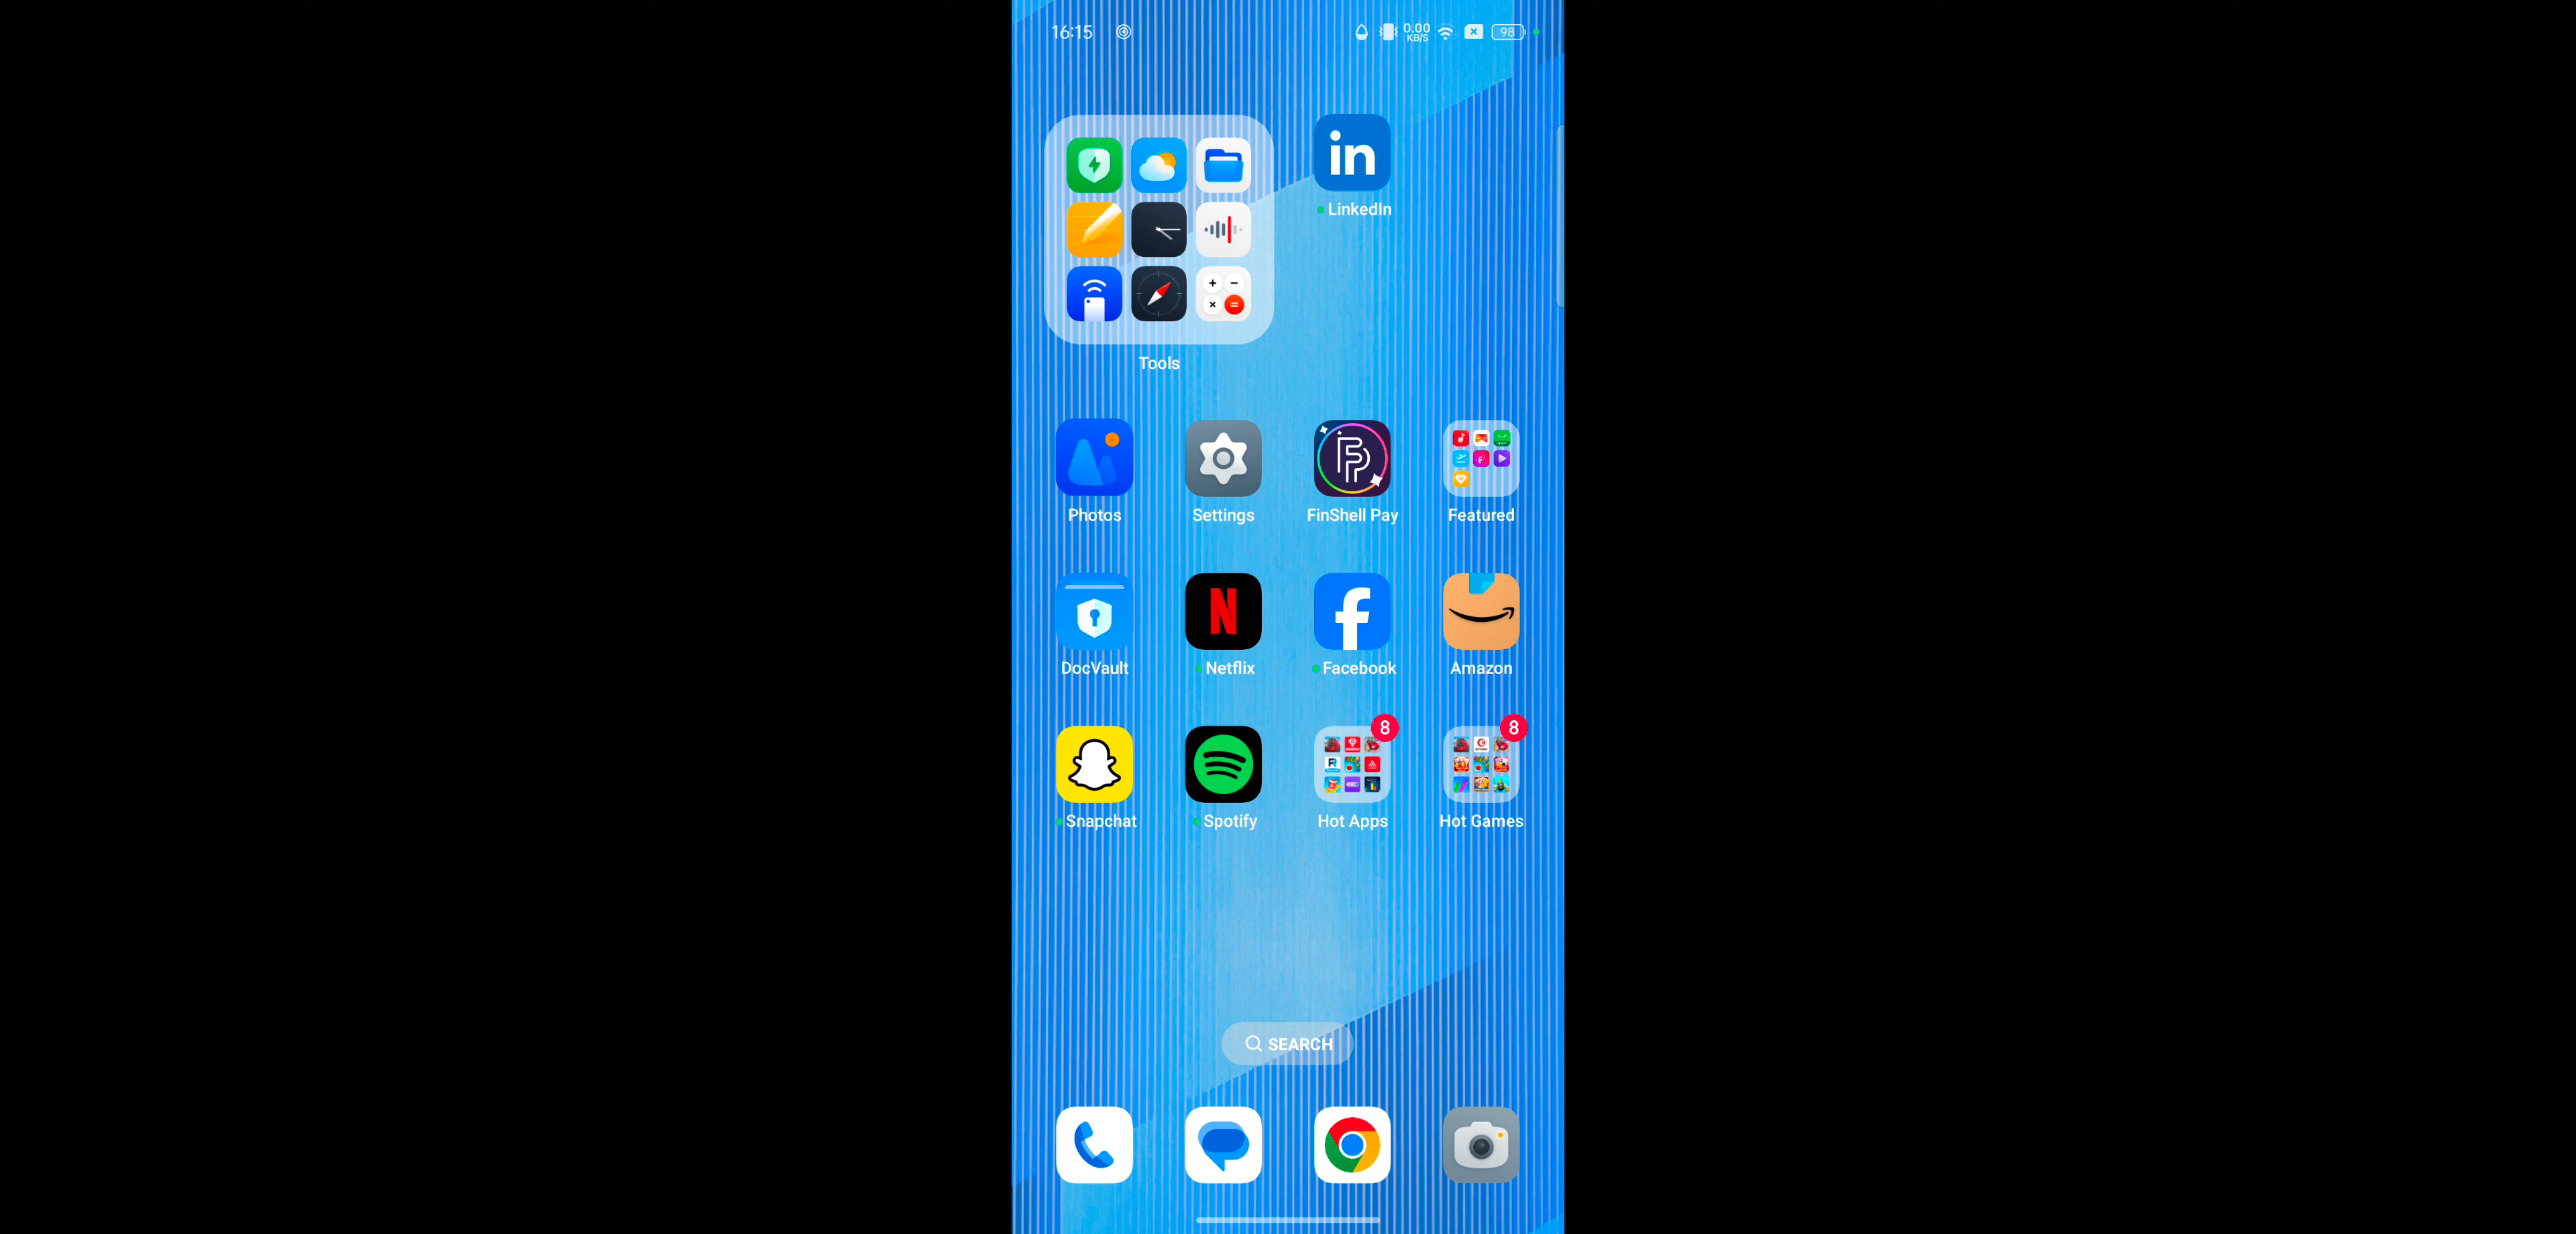 16:15 0.00 KB/S 98
in
LinkedIn
Tools
Photos Settings FinShell Pay Featured
DocVault Netflix Facebook Amazon
8 8
Snapchat Spotify Hot Apps Hot Games
SEARCH